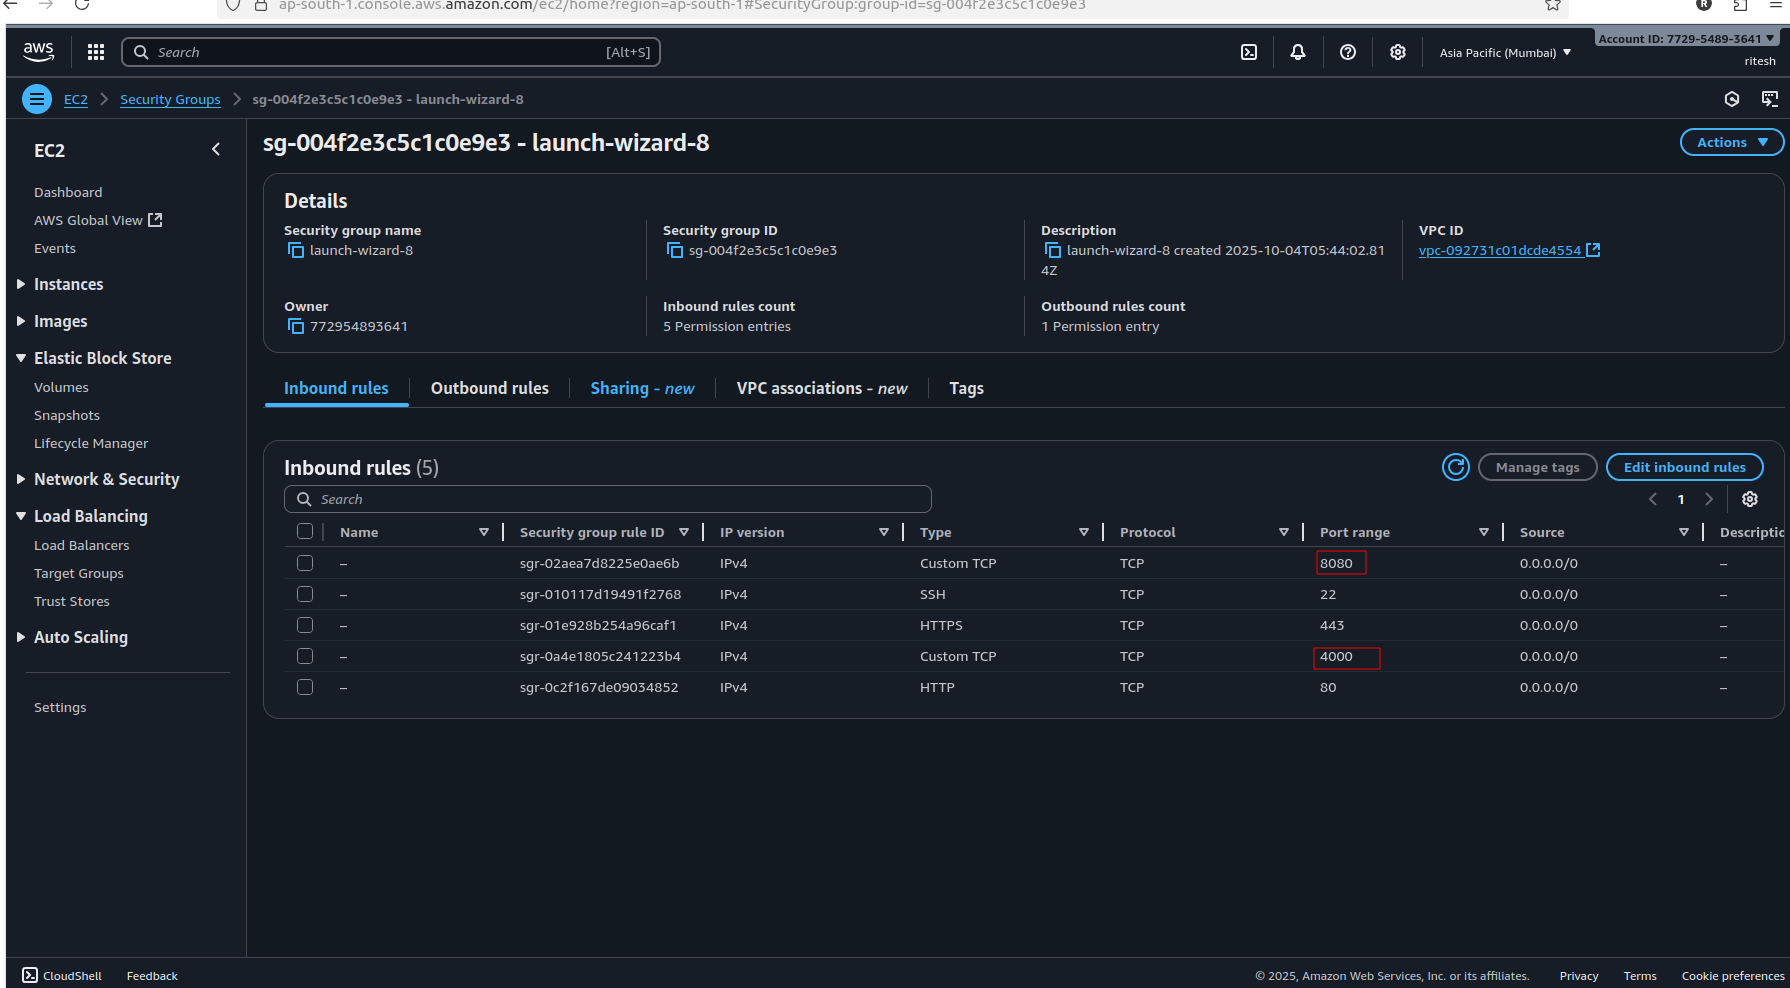 ap-south-1.console.aws.amazon.com/ec2/home?region=ap-south-1#SecurityGroup:group-id=sg-004f2e3c5c1c0e9e3
R
aws
Search [Alt+S]
Asia Pacific (Mumbai)
Account ID: 7729-5489-3641
ritesh
EC2 Security Groups sg-004f2e3c5c1c0e9e3 - launch-wizard-8
EC2
Dashboard
AWS Global View
Events
Instances
Images
Elastic Block Store
Volumes
Snapshots
Lifecycle Manager
Network & Security
Load Balancing
Load Balancers
Target Groups
Trust Stores
Auto Scaling
Settings
sg-004f2e3c5c1c0e9e3 - launch-wizard-8
Actions
Details
Security group name
launch-wizard-8
Security group ID
sg-004f2e3c5c1c0e9e3
Description
launch-wizard-8 created 2025-10-04T05:44:02.81
4Z
VPC ID
vpc-092731c01dcde4554
Owner
772954893641
Inbound rules count
5 Permission entries
Outbound rules count
1 Permission entry
Inbound rules Outbound rules Sharing - new VPC associations - new Tags
Inbound rules (5)
Manage tags Edit inbound rules
Search
1
Name Security group rule ID IP version Type Protocol Port range Source Descriptic
– sgr-02aea7d8225e0ae6b IPv4 Custom TCP TCP 8080 0.0.0.0/0 –
– sgr-010117d19491f2768 IPv4 SSH TCP 22 0.0.0.0/0 –
– sgr-01e928b254a96caf1 IPv4 HTTPS TCP 443 0.0.0.0/0 –
– sgr-0a4e1805c241223b4 IPv4 Custom TCP TCP 4000 0.0.0.0/0 –
– sgr-0c2f167de09034852 IPv4 HTTP TCP 80 0.0.0.0/0 –
CloudShell Feedback © 2025, Amazon Web Services, Inc. or its affiliates. Privacy Terms Cookie preferences